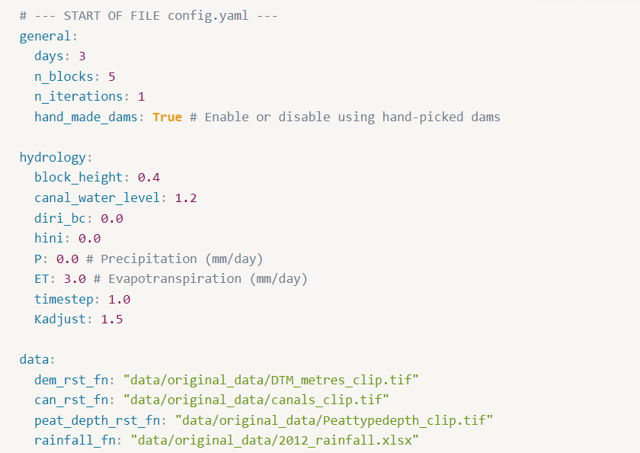 # --- START OF FILE config.yaml ---
general:
  days: 3
  n_blocks: 5
  n_iterations: 1
  hand_made_dams: True # Enable or disable using hand-picked dams

hydrology:
  block_height: 0.4
  canal_water_level: 1.2
  diri_bc: 0.0
  hini: 0.0
  P: 0.0 # Precipitation (mm/day)
  ET: 3.0 # Evapotranspiration (mm/day)
  timestep: 1.0
  Kadjust: 1.5

data:
  dem_rst_fn: "data/original_data/DTM_metres_clip.tif"
  can_rst_fn: "data/original_data/canals_clip.tif"
  peat_depth_rst_fn: "data/original_data/Peattypedepth_clip.tif"
  rainfall_fn: "data/original_data/2012_rainfall.xlsx"